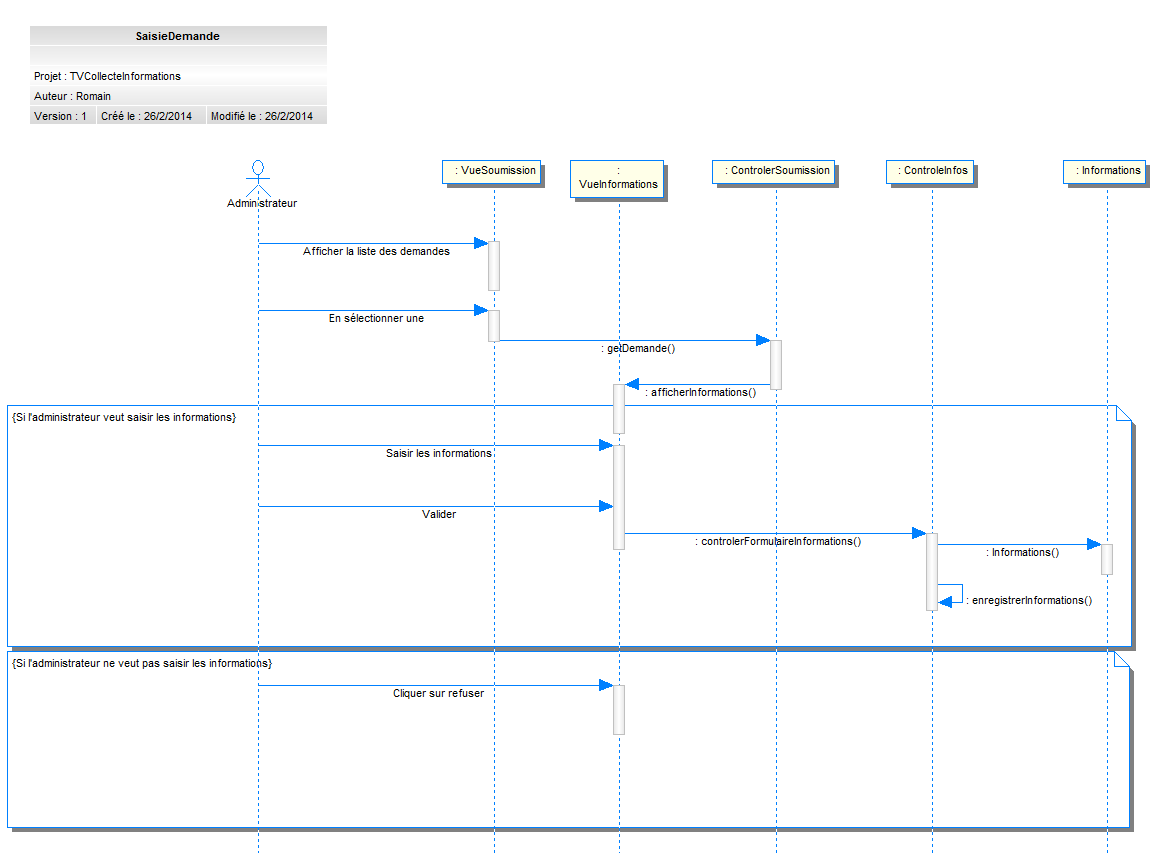 SaisieDemande
Projet : TVCollecteInformations
Auteur : Romain
Version : 1 Créé le : 26/2/2014 Modifié le : 26/2/2014
Administrateur
: VueSoumission
:
VueInformations
: ControlerSoumission
: ControleInfos
: Informations
Afficher la liste des demandes
En sélectionner une
: getDemande()
: afficherInformations()
{Si l'administrateur veut saisir les informations}
Saisir les informations
Valider
: controlerFormulaireInformations()
: Informations()
: enregistrerInformations()
{Si l'administrateur ne veut pas saisir les informations}
Cliquer sur refuser